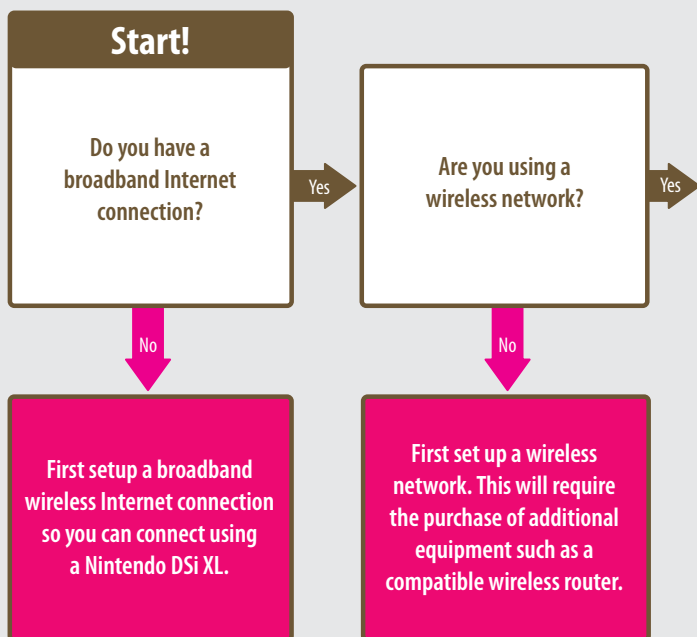 Start!
Do you have a
broadband Internet
connection?
Yes
Are you using a
wireless network?
Yes
No
No
First setup a broadband
wireless Internet connection
so you can connect using
a Nintendo DSi XL.
First set up a wireless
network. This will require
the purchase of additional
equipment such as a
compatible wireless router.